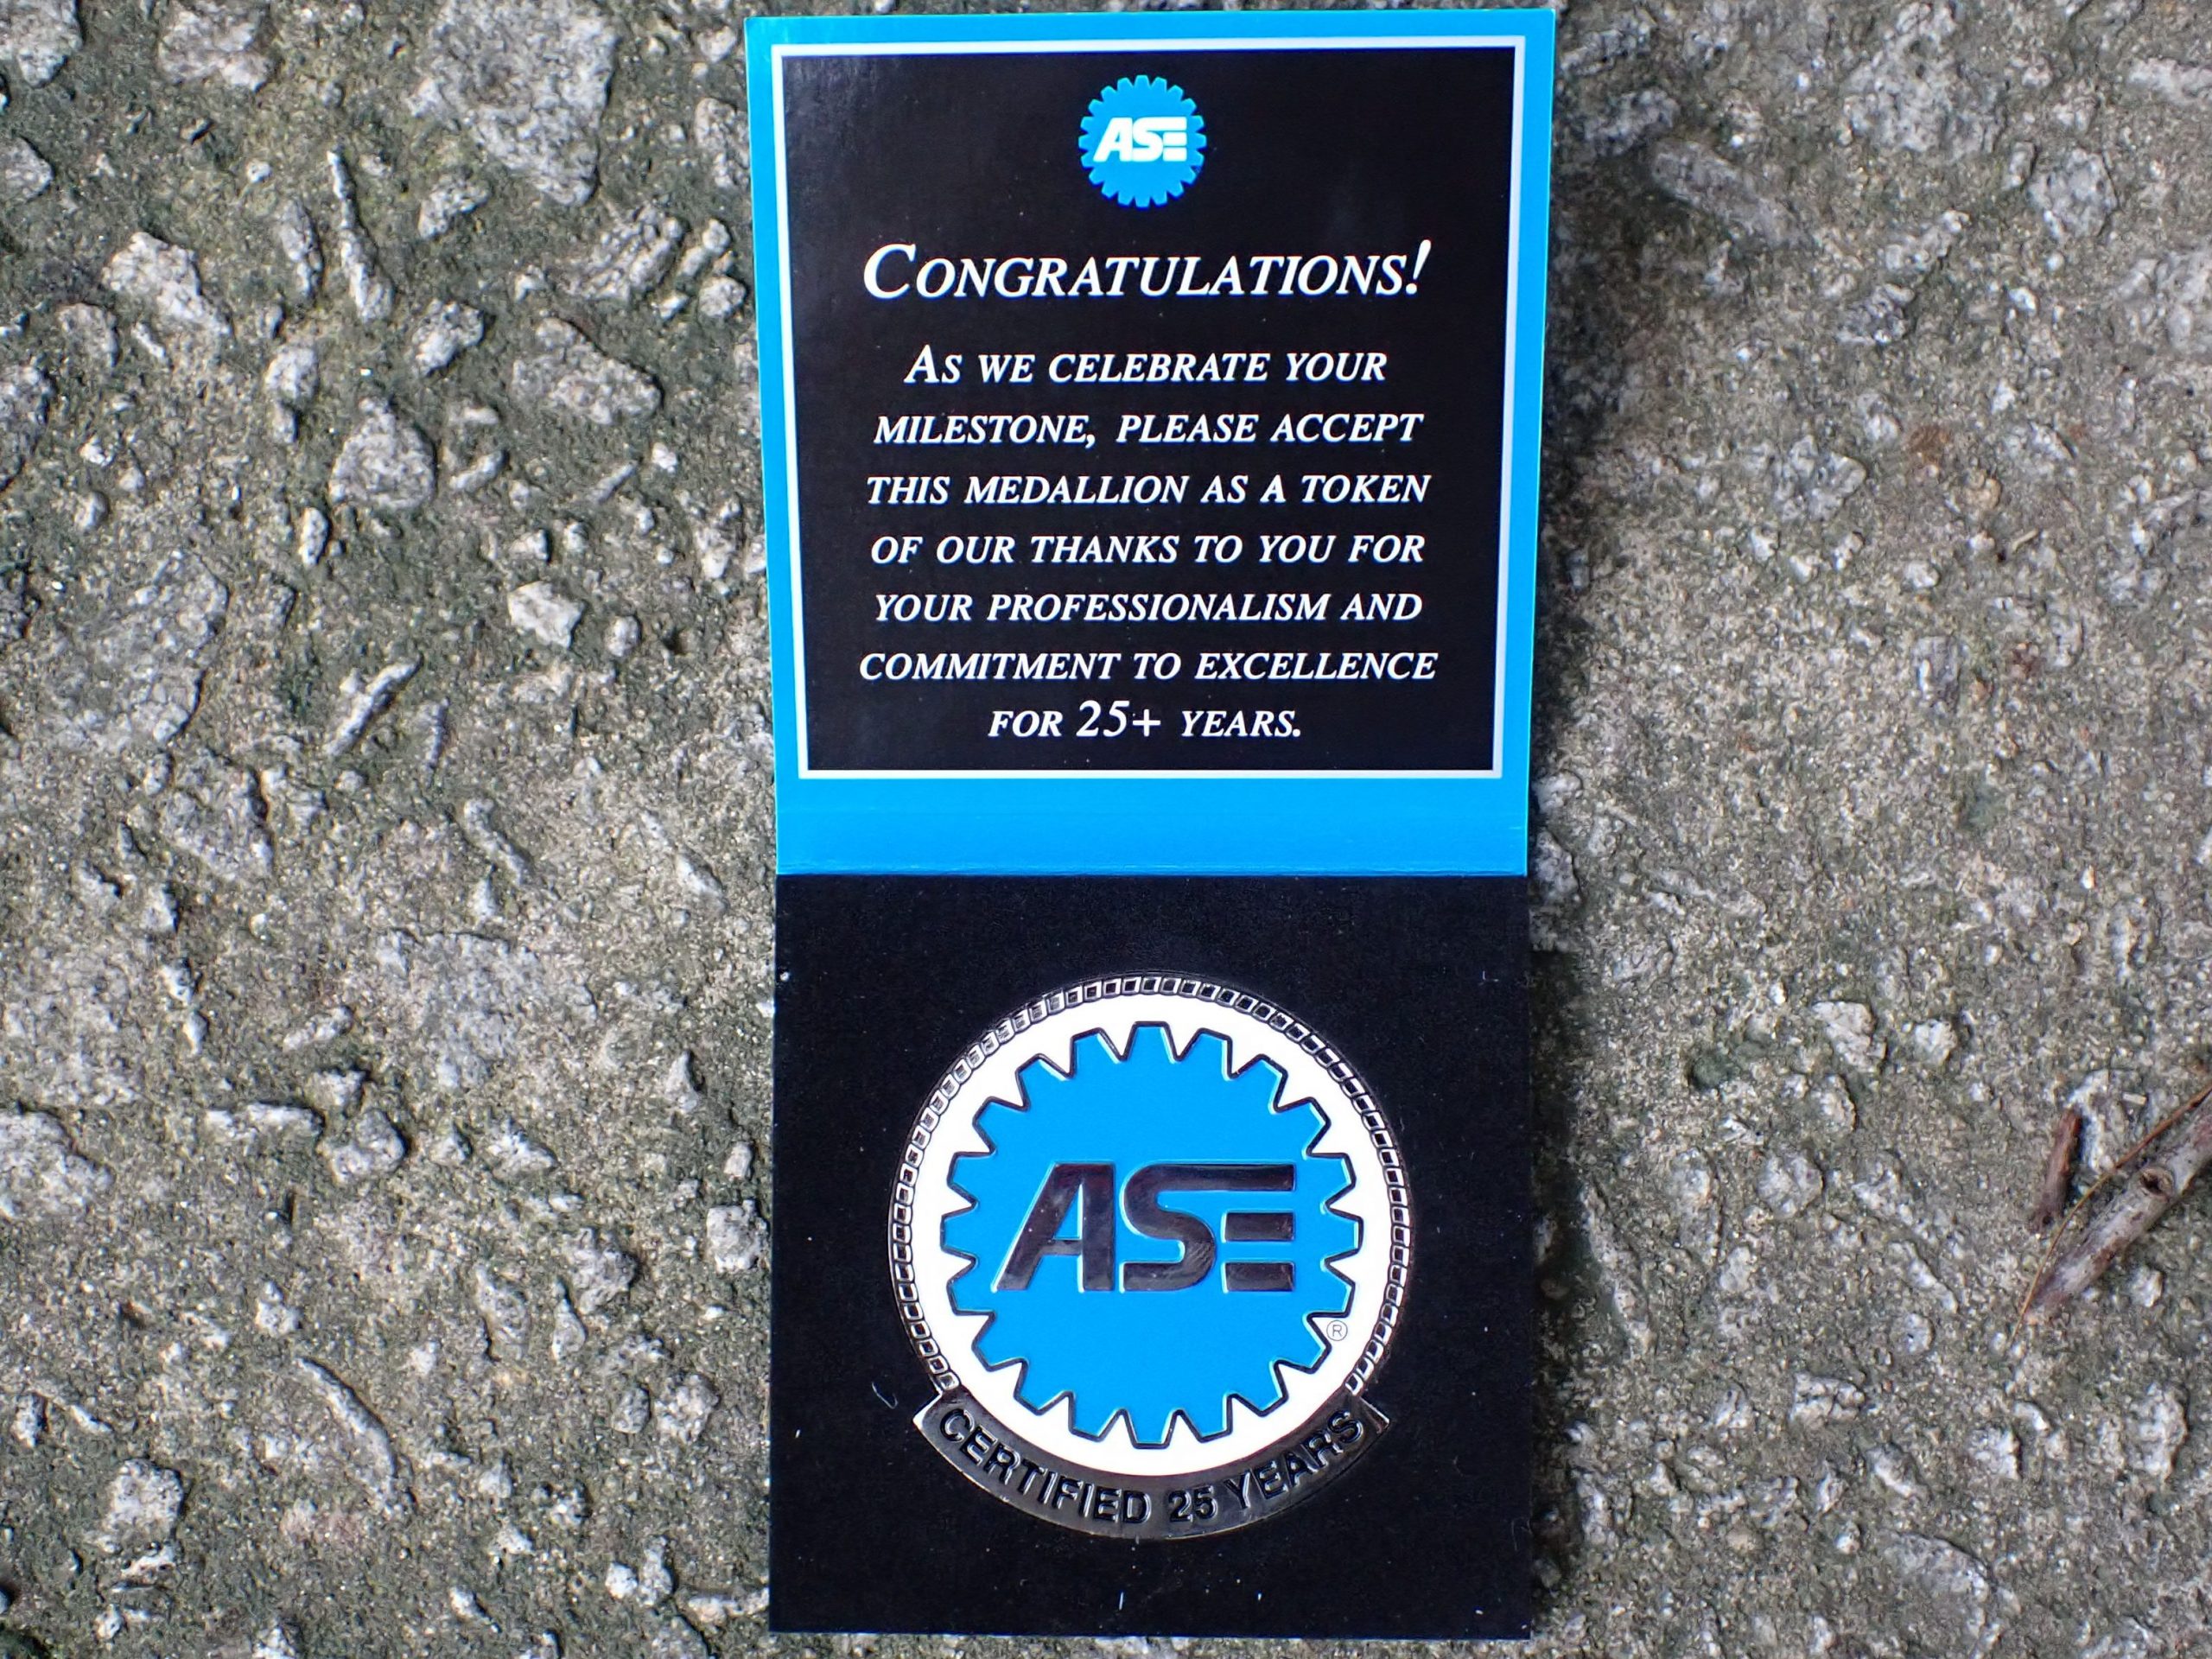 ASE
CONGRATULATIONS!
AS WE CELEBRATE YOUR
MILESTONE, PLEASE ACCEPT
THIS MEDALLION AS A TOKEN
OF OUR THANKS TO YOU FOR
YOUR PROFESSIONALISM AND
COMMITMENT TO EXCELLENCE
FOR 25+ YEARS.
ASE
®
CERTIFIED 25 YEARS